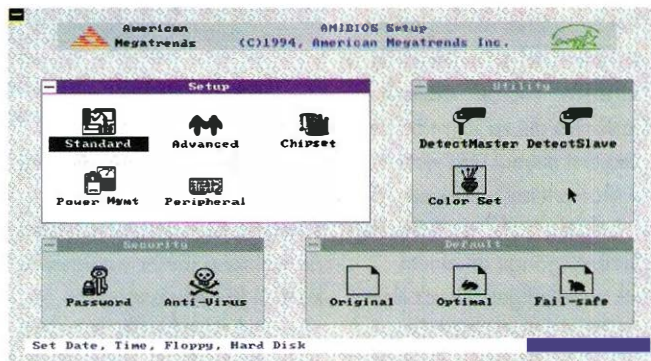 American
Megatrends
AMIBIOS Setup
(C)1994, American Megatrends Inc.
Setup
Standard
Advanced
Chipset
Power Mgmt
Peripheral
Utility
DetectMaster
DetectSlave
Color Set
Security
Password
Anti-Virus
Default
Original
Optimal
Fail-safe
Set Date, Time, Floppy, Hard Disk